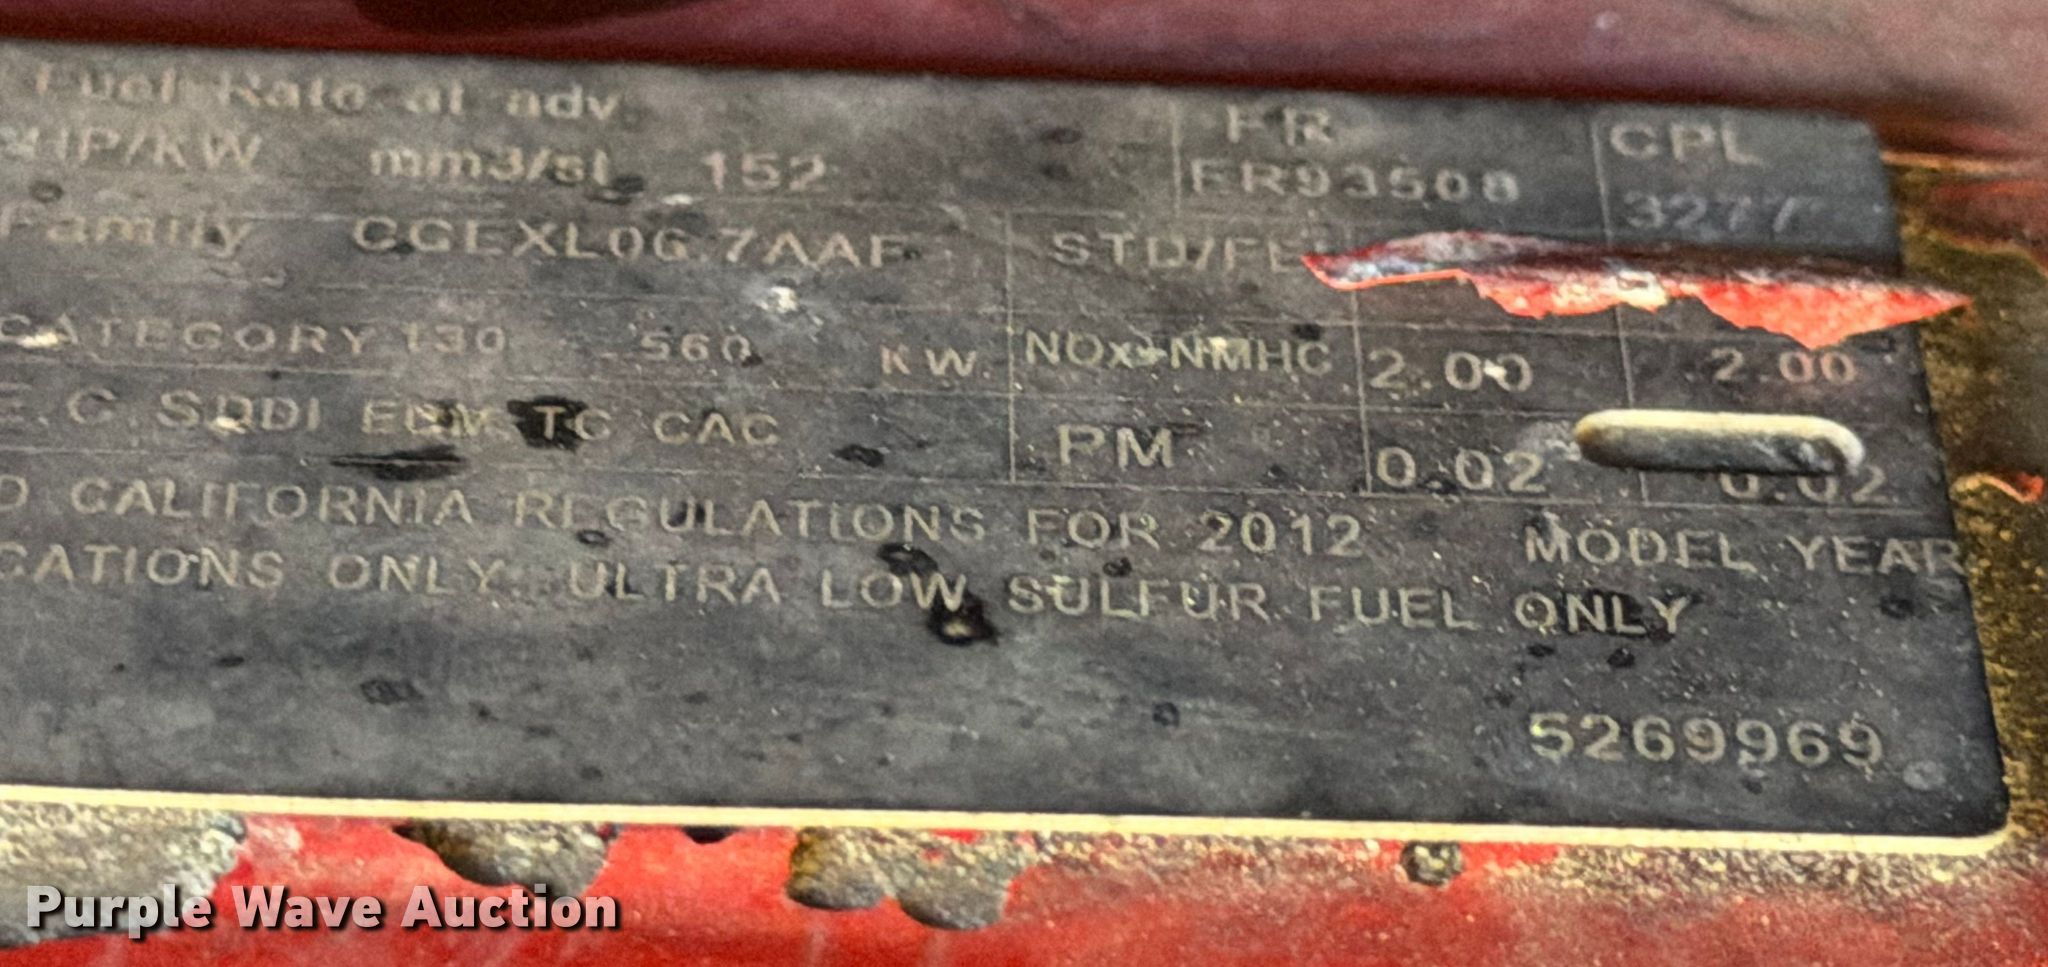 Fuel Rate at adv.
HP/KW mm3/st 152 FR CPL
FR93508 3277
Family CCEXL06.7AAF STD/FEL
CATEGORY 130 560 KW NOx+NMHC 2.00 2.00
E.C. SDDI ECM TC CAC PM 0.02 0.02
D CALIFORNIA REGULATIONS FOR 2012 MODEL YEAR
CATIONS ONLY. ULTRA LOW SULFUR FUEL ONLY
5269969
Purple Wave Auction